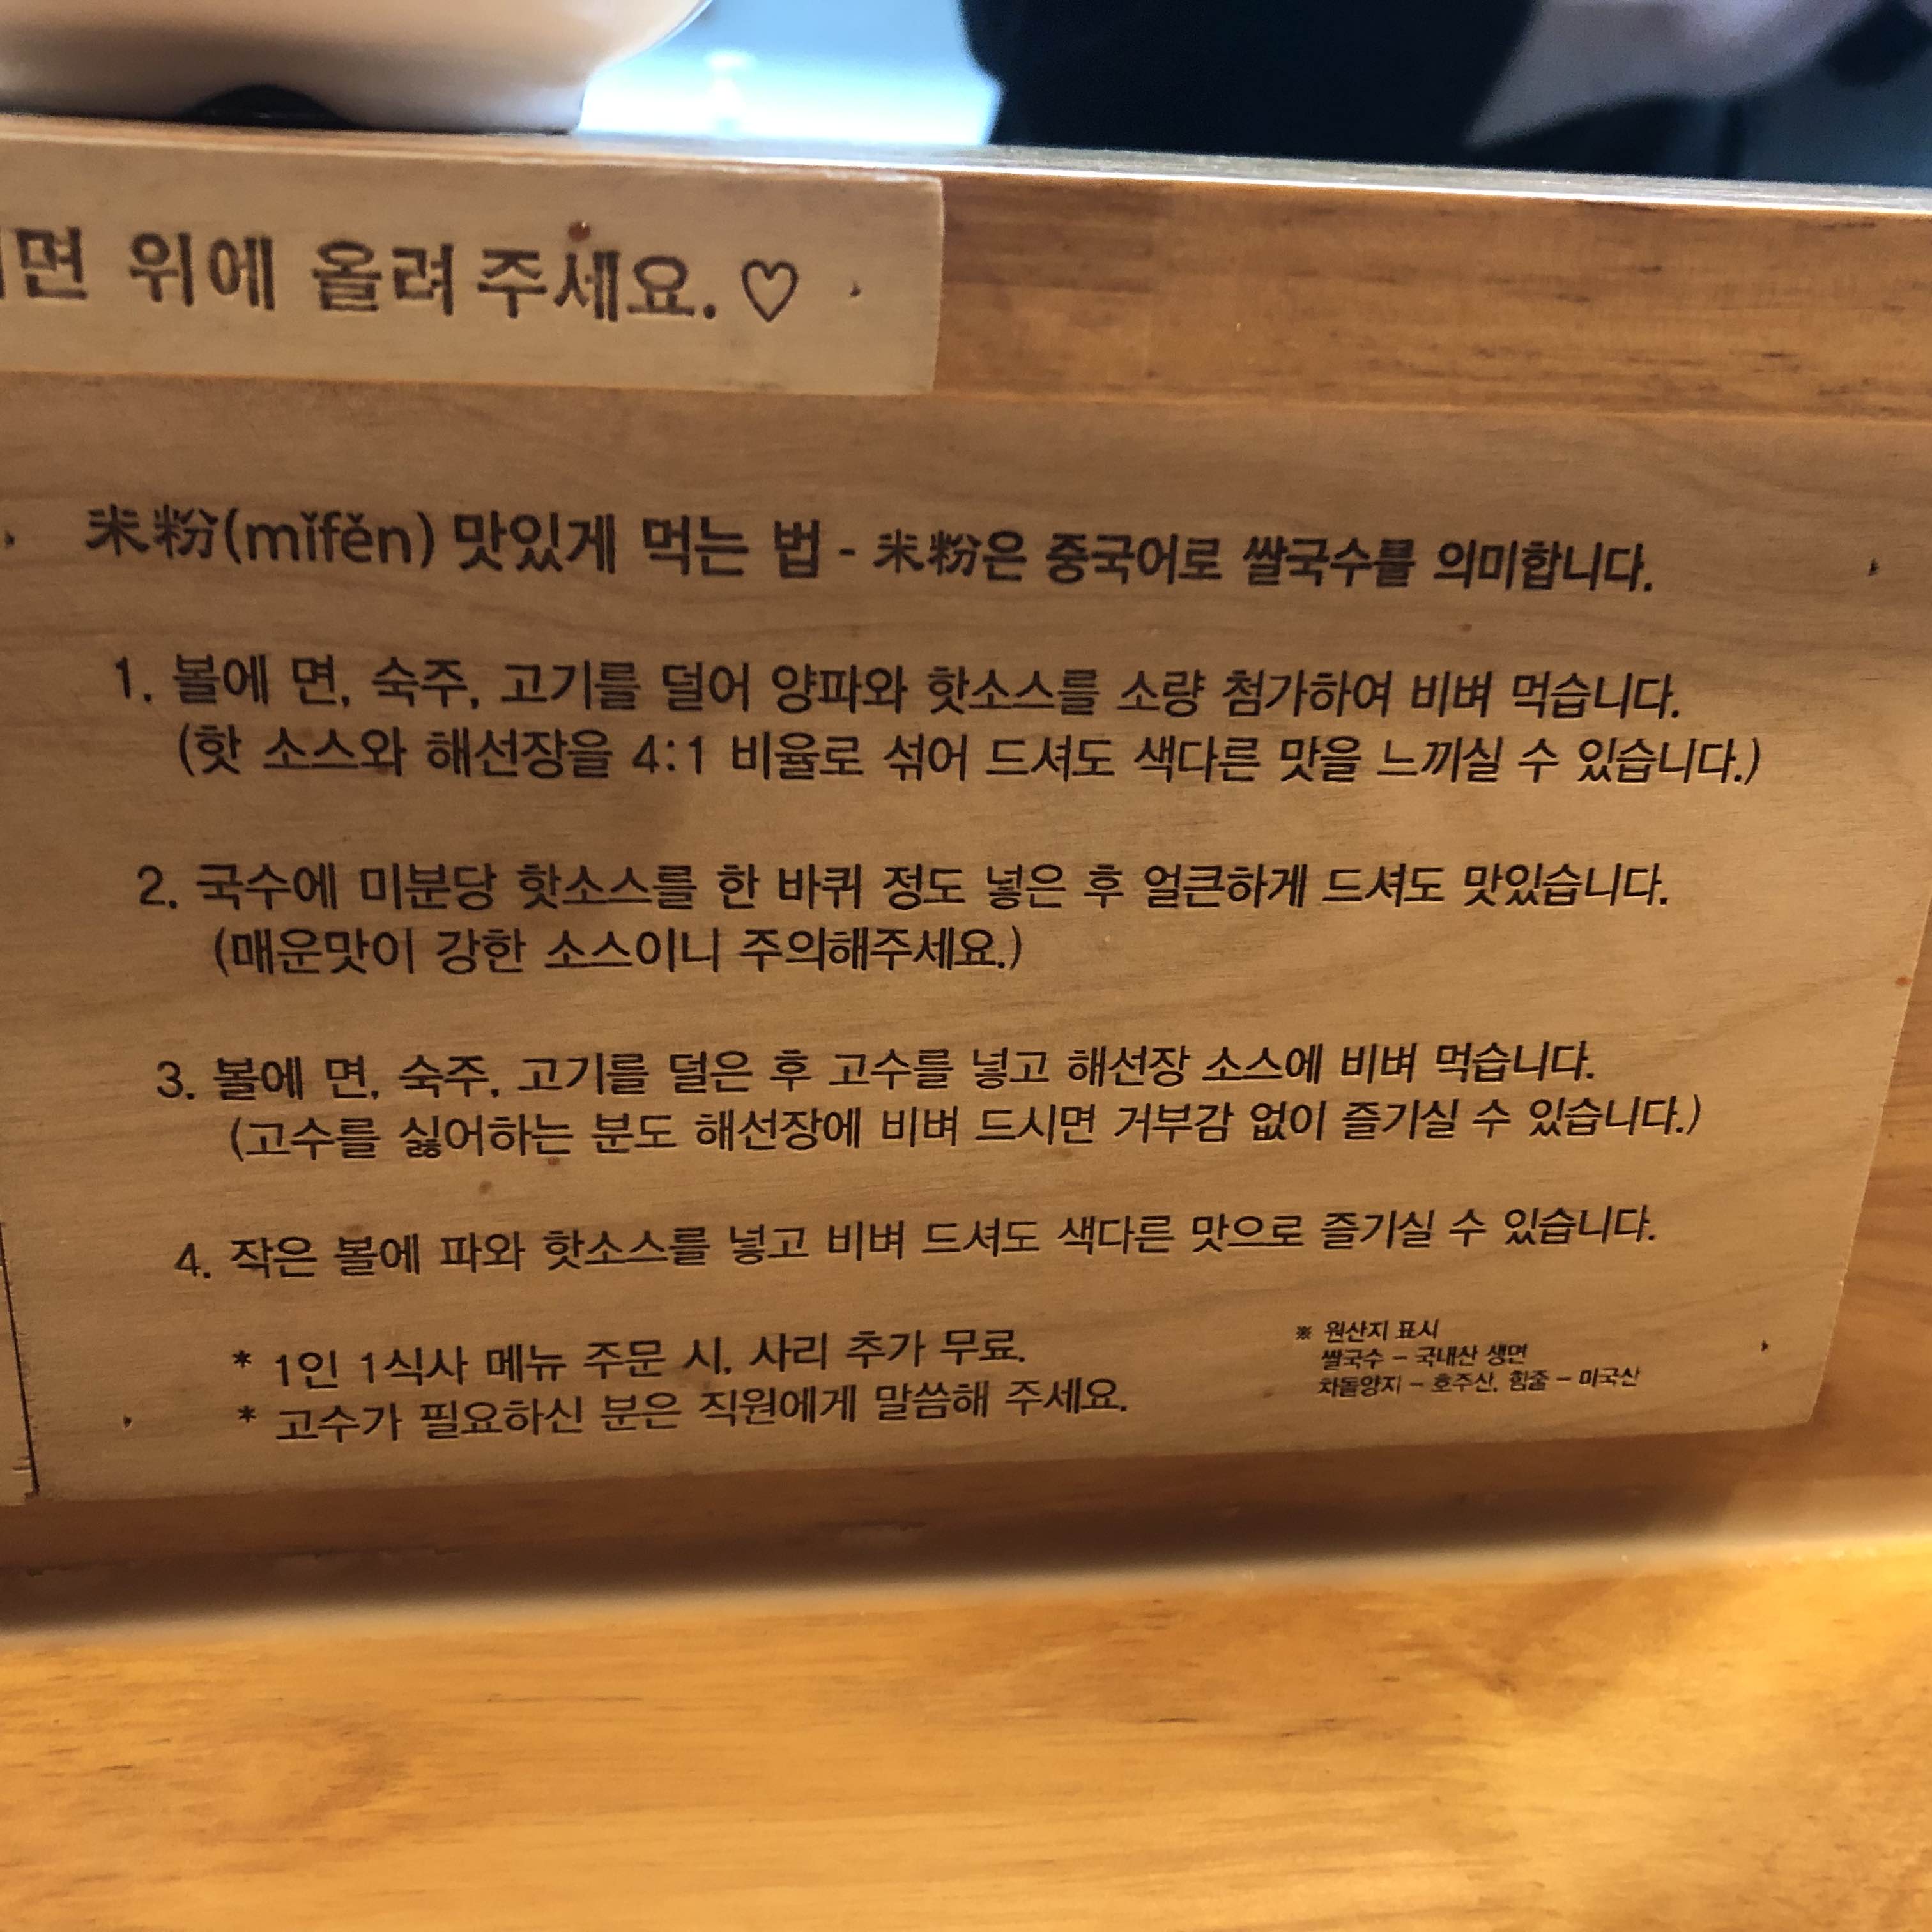 면 위에 올려주세요. ♡
米粉(mǐfěn) 맛있게 먹는 법 - 米粉은 중국어로 쌀국수를 의미합니다.
1. 볼에 면, 숙주, 고기를 덜어 양파와 핫소스를 소량 첨가하여 비벼 먹습니다.
(핫 소스와 해선장을 4:1 비율로 섞어 드셔도 색다른 맛을 느끼실 수 있습니다.)
2. 국수에 미분당 핫소스를 한 바퀴 정도 넣은 후 얼큰하게 드셔도 맛있습니다.
(매운맛이 강한 소스이니 주의해주세요.)
3. 볼에 면, 숙주, 고기를 덜은 후 고수를 넣고 해선장 소스에 비벼 먹습니다.
(고수를 싫어하는 분도 해선장에 비벼 드시면 거부감 없이 즐기실 수 있습니다.)
4. 작은 볼에 파와 핫소스를 넣고 비벼 드셔도 색다른 맛으로 즐기실 수 있습니다.
* 1인 1식사 메뉴 주문 시, 사리 추가 무료.
* 고수가 필요하신 분은 직원에게 말씀해 주세요.
※ 원산지 표시
쌀국수 - 국내산 생면
차돌양지 - 호주산, 힘줄 - 미국산